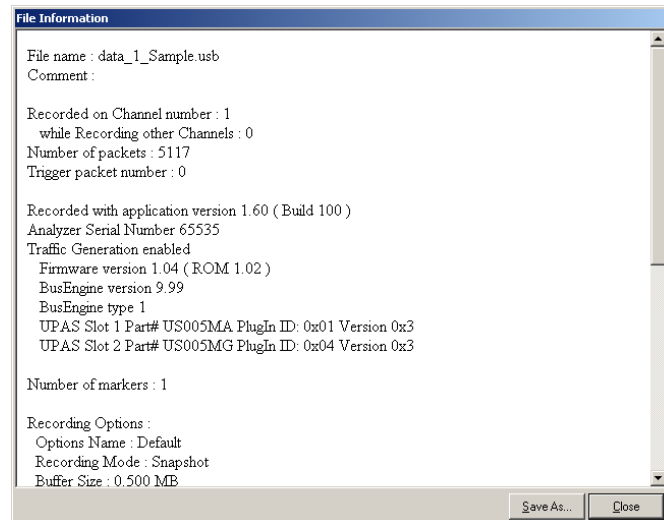 File Information
File name : data_1_Sample.usb
Comment :
Recorded on Channel number : 1
while Recording other Channels : 0
Number of packets : 5117
Trigger packet number : 0
Recorded with application version 1.60 ( Build 100 )
Analyzer Serial Number 65535
Traffic Generation enabled
Firmware version 1.04 ( ROM 1.02 )
BusEngine version 9.99
BusEngine type 1
UPAS Slot 1 Part# US005MA PlugIn ID: 0x01 Version 0x3
UPAS Slot 2 Part# US005MG PlugIn ID: 0x04 Version 0x3
Number of markers : 1
Recording Options :
Options Name : Default
Recording Mode : Snapshot
Buffer Size : 0.500 MB
Save As... Close